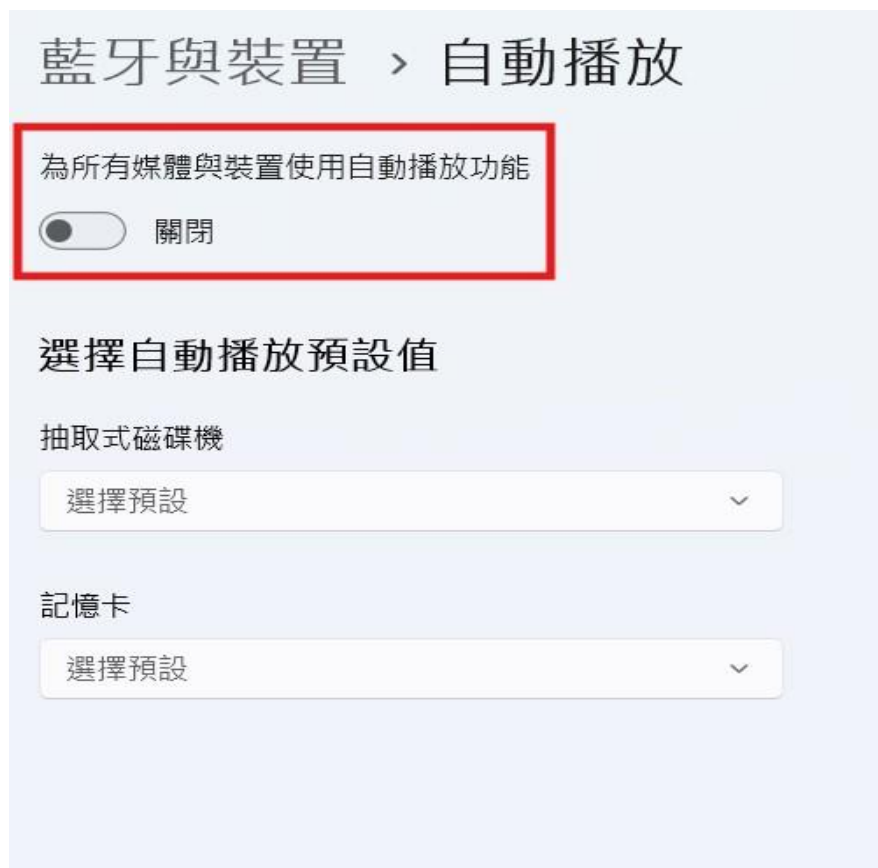 藍牙與裝置 › 自動播放
為所有媒體與裝置使用自動播放功能
關閉
選擇自動播放預設值
抽取式磁碟機
選擇預設
記憶卡
選擇預設